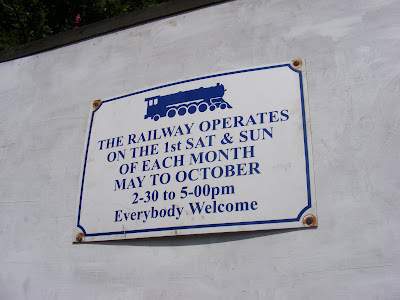 THE RAILWAY OPERATES
ON THE 1st SAT & SUN
OF EACH MONTH
MAY TO OCTOBER
2-30 to 5-00pm
Everybody Welcome